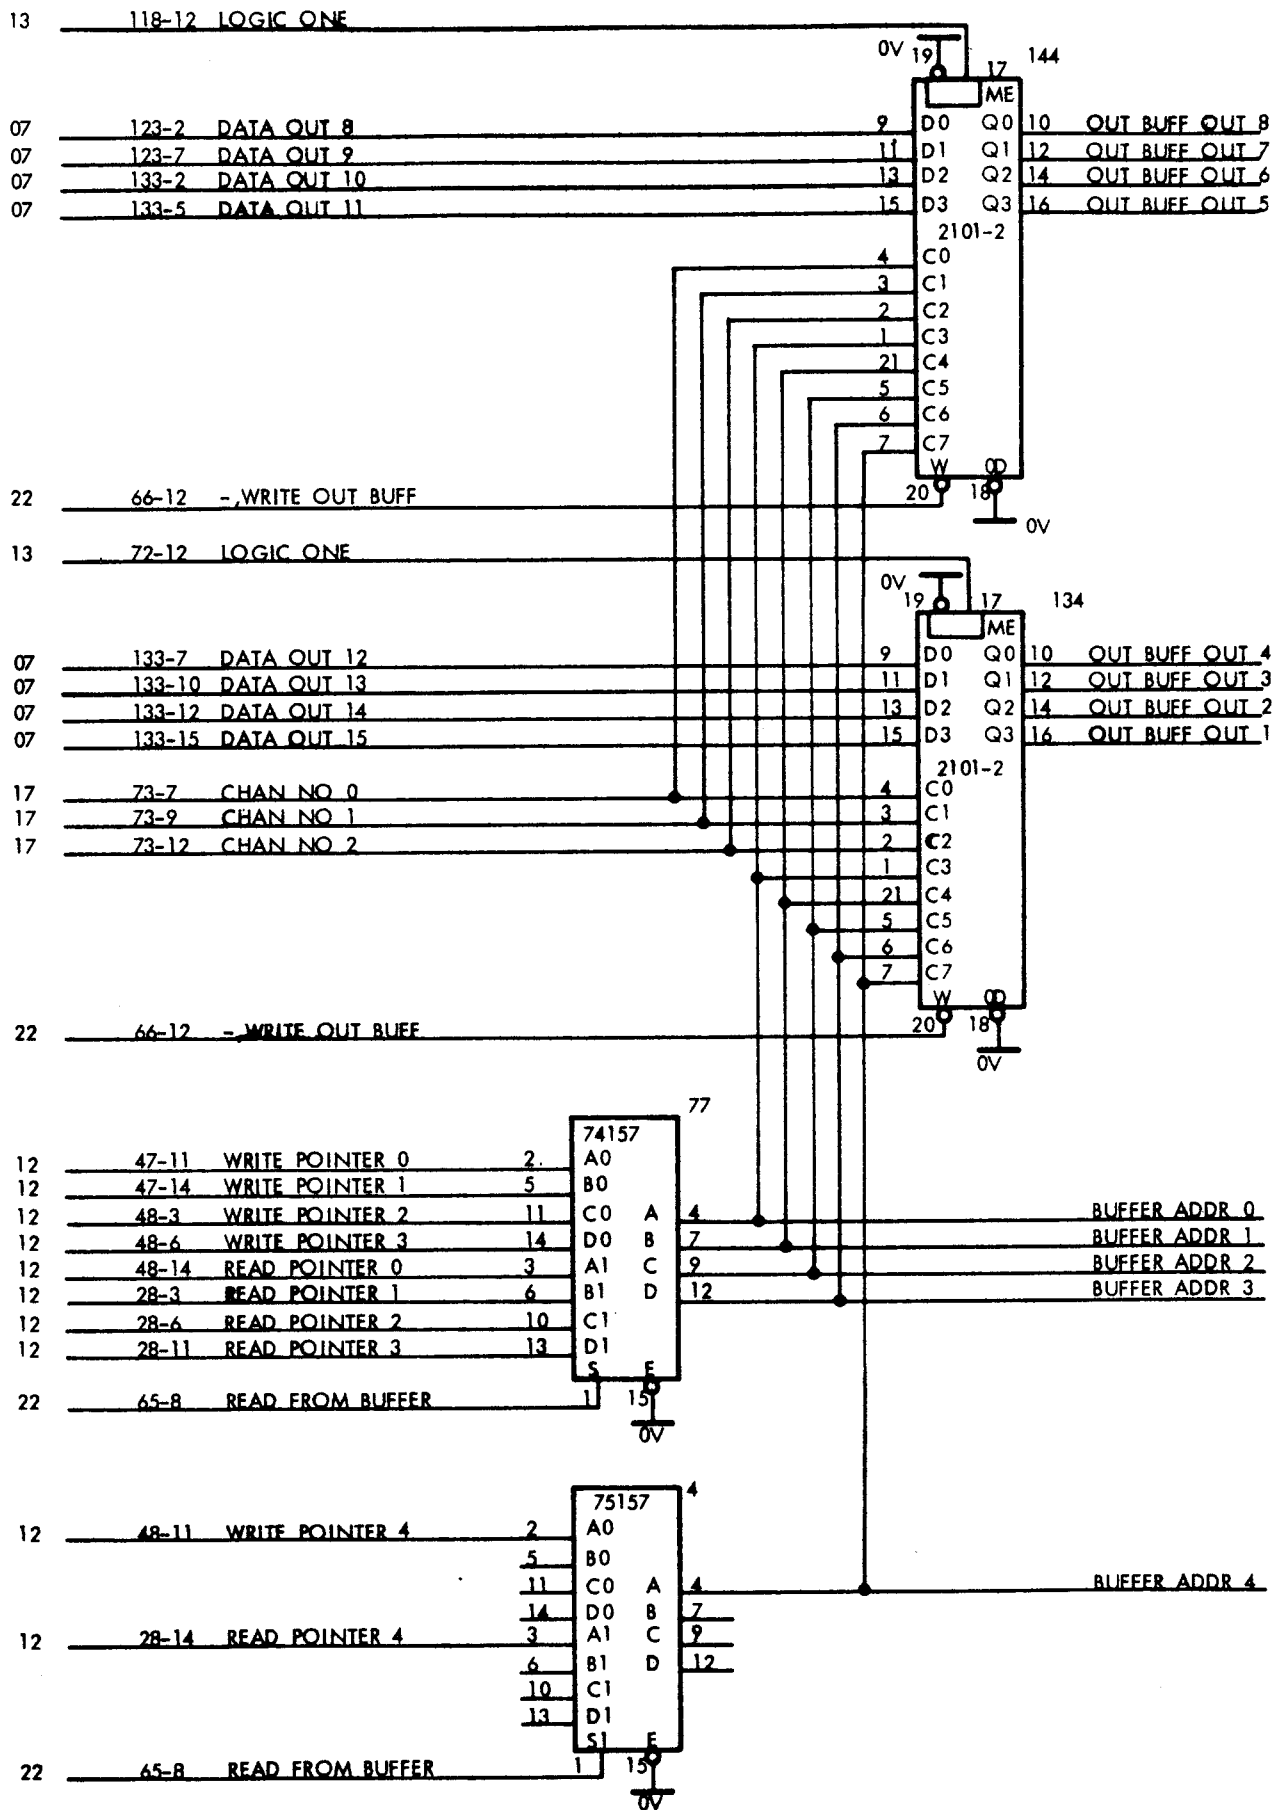 13 118-12 LOGIC ONE
0V 19 17 144
ME
07 123-2 DATA OUT 8 9 D0 Q0 10 OUT BUFF OUT 8
07 123-7 DATA OUT 9 11 D1 Q1 12 OUT BUFF OUT 7
07 133-2 DATA OUT 10 13 D2 Q2 14 OUT BUFF OUT 6
07 133-5 DATA OUT 11 15 D3 Q3 16 OUT BUFF OUT 5
2101-2
4 C0
3 C1
2 C2
1 C3
21 C4
5 C5
6 C6
7 C7
W OD
22 66-12 -,WRITE OUT BUFF 20 18
0V
13 72-12 LOGIC ONE
0V 19 17 134
ME
07 133-7 DATA OUT 12 9 D0 Q0 10 OUT BUFF OUT 4
07 133-10 DATA OUT 13 11 D1 Q1 12 OUT BUFF OUT 3
07 133-12 DATA OUT 14 13 D2 Q2 14 OUT BUFF OUT 2
07 133-15 DATA OUT 15 15 D3 Q3 16 OUT BUFF OUT 1
2101-2
17 73-7 CHAN NO 0 4 C0
17 73-9 CHAN NO 1 3 C1
17 73-12 CHAN NO 2 2 C2
1 C3
21 C4
5 C5
6 C6
7 C7
W OD
22 66-12 -,WRITE OUT BUFF 20 18
0V
77
74157
12 47-11 WRITE POINTER 0 2 A0
12 47-14 WRITE POINTER 1 5 B0
12 48-3 WRITE POINTER 2 11 C0 A 4 BUFFER ADDR 0
12 48-6 WRITE POINTER 3 14 D0 B 7 BUFFER ADDR 1
12 48-14 READ POINTER 0 3 A1 C 9 BUFFER ADDR 2
12 28-3 READ POINTER 1 6 B1 D 12 BUFFER ADDR 3
12 28-6 READ POINTER 2 10 C1
12 28-11 READ POINTER 3 13 D1
S E
22 65-8 READ FROM BUFFER 1 15
0V
4
75157
12 48-11 WRITE POINTER 4 2 A0
5 B0
11 C0 A 4 BUFFER ADDR 4
14 D0 B 7
12 28-14 READ POINTER 4 3 A1 C 9
6 B1 D 12
10 C1
13 D1
S E
22 65-8 READ FROM BUFFER 1 15
0V